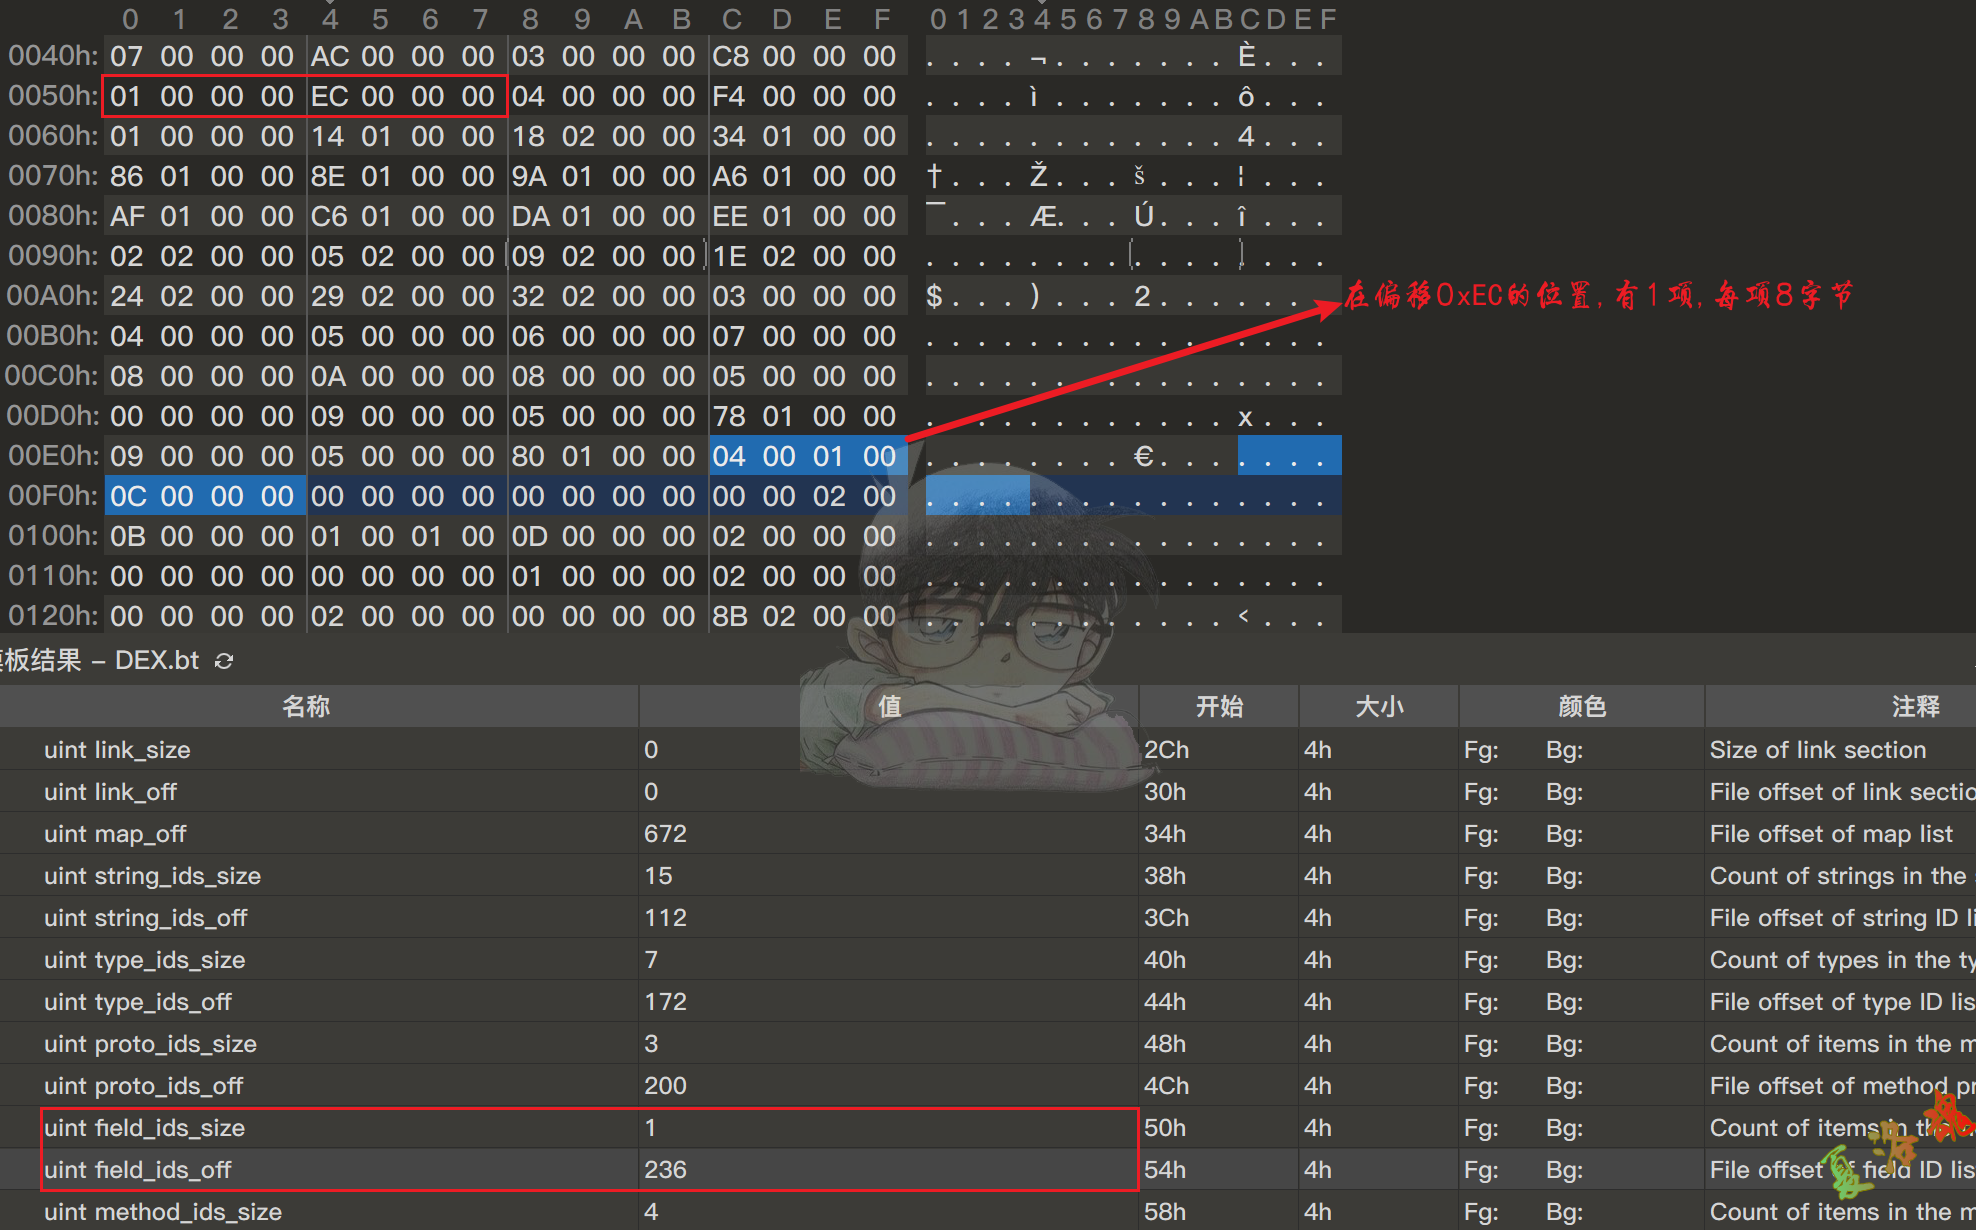 0 1 2 3 4 5 6 7 8 9 A B C D E F 0 1 2 3 4 5 6 7 8 9 A B C D E F
0040h: 07 00 00 00 AC 00 00 00 03 00 00 00 C8 00 00 00 . . . . ¬ . . . . . . . È . . .
0050h: 01 00 00 00 EC 00 00 00 04 00 00 00 F4 00 00 00 . . . . ì . . . . . . . ô . . .
0060h: 01 00 00 00 14 01 00 00 18 02 00 00 34 01 00 00 . . . . . . . . . . . . 4 . . .
0070h: 86 01 00 00 8E 01 00 00 9A 01 00 00 A6 01 00 00 † . . . Ž . . . š . . . ¦ . . .
0080h: AF 01 00 00 C6 01 00 00 DA 01 00 00 EE 01 00 00 ¯ . . . Æ . . . Ú . . . î . . .
0090h: 02 02 00 00 05 02 00 00 09 02 00 00 1E 02 00 00 . . . . . . . . . . . . . . .
00A0h: 24 02 00 00 29 02 00 00 32 02 00 00 03 00 00 00 $ . . . ) . . . 2 . . . . . . .
在偏移0xEC的位置,有1项,每项8字节
00B0h: 04 00 00 00 05 00 00 00 06 00 00 00 07 00 00 00 . . . . . . . . . . . . . . . .
00C0h: 08 00 00 00 0A 00 00 00 08 00 00 00 05 00 00 00 . . . . . . . . . . . . . . . .
00D0h: 00 00 00 00 09 00 00 00 05 00 00 00 78 01 00 00 . . . . . . . . . . . . x . . .
00E0h: 09 00 00 00 05 00 00 00 80 01 00 00 04 00 01 00 . . . . . . . . € . . . . . . .
00F0h: 0C 00 00 00 00 00 00 00 00 00 00 00 00 00 02 00 . . . . . . . . . . . . . . . .
0100h: 0B 00 00 00 01 00 01 00 0D 00 00 00 02 00 00 00 . . . . . . . . . . . . . . . .
0110h: 00 00 00 00 00 00 00 00 01 00 00 00 02 00 00 00 . . . . . . . . . . . . . . . .
0120h: 00 00 00 00 02 00 00 00 00 00 00 00 8B 02 00 00 . . . . . . . . . . . . ‹ . . .
板结果 – DEX.bt
名称 值 开始 大小 颜色 注释
uint link_size 0 2Ch 4h Fg: Bg: Size of link section
uint link_off 0 30h 4h Fg: Bg: File offset of link sectio
uint map_off 672 34h 4h Fg: Bg: File offset of map list
uint string_ids_size 15 38h 4h Fg: Bg: Count of strings in the
uint string_ids_off 112 3Ch 4h Fg: Bg: File offset of string ID li
uint type_ids_size 7 40h 4h Fg: Bg: Count of types in the ty
uint type_ids_off 172 44h 4h Fg: Bg: File offset of type ID lis
uint proto_ids_size 3 48h 4h Fg: Bg: Count of items in the m
uint proto_ids_off 200 4Ch 4h Fg: Bg: File offset of method pr
uint field_ids_size 1 50h 4h Fg: Bg: Count of items in th
uint field_ids_off 236 54h 4h Fg: Bg: File offset of field ID lis
uint method_ids_size 4 58h 4h Fg: Bg: Count of items in the m